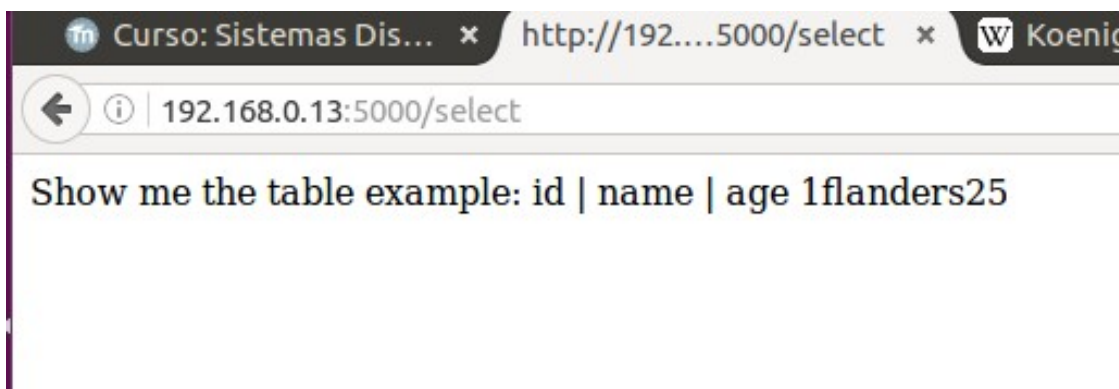 Curso: Sistemas Dis... × http://192....5000/select × W Koenig
192.168.0.13:5000/select
Show me the table example: id | name | age 1flanders25